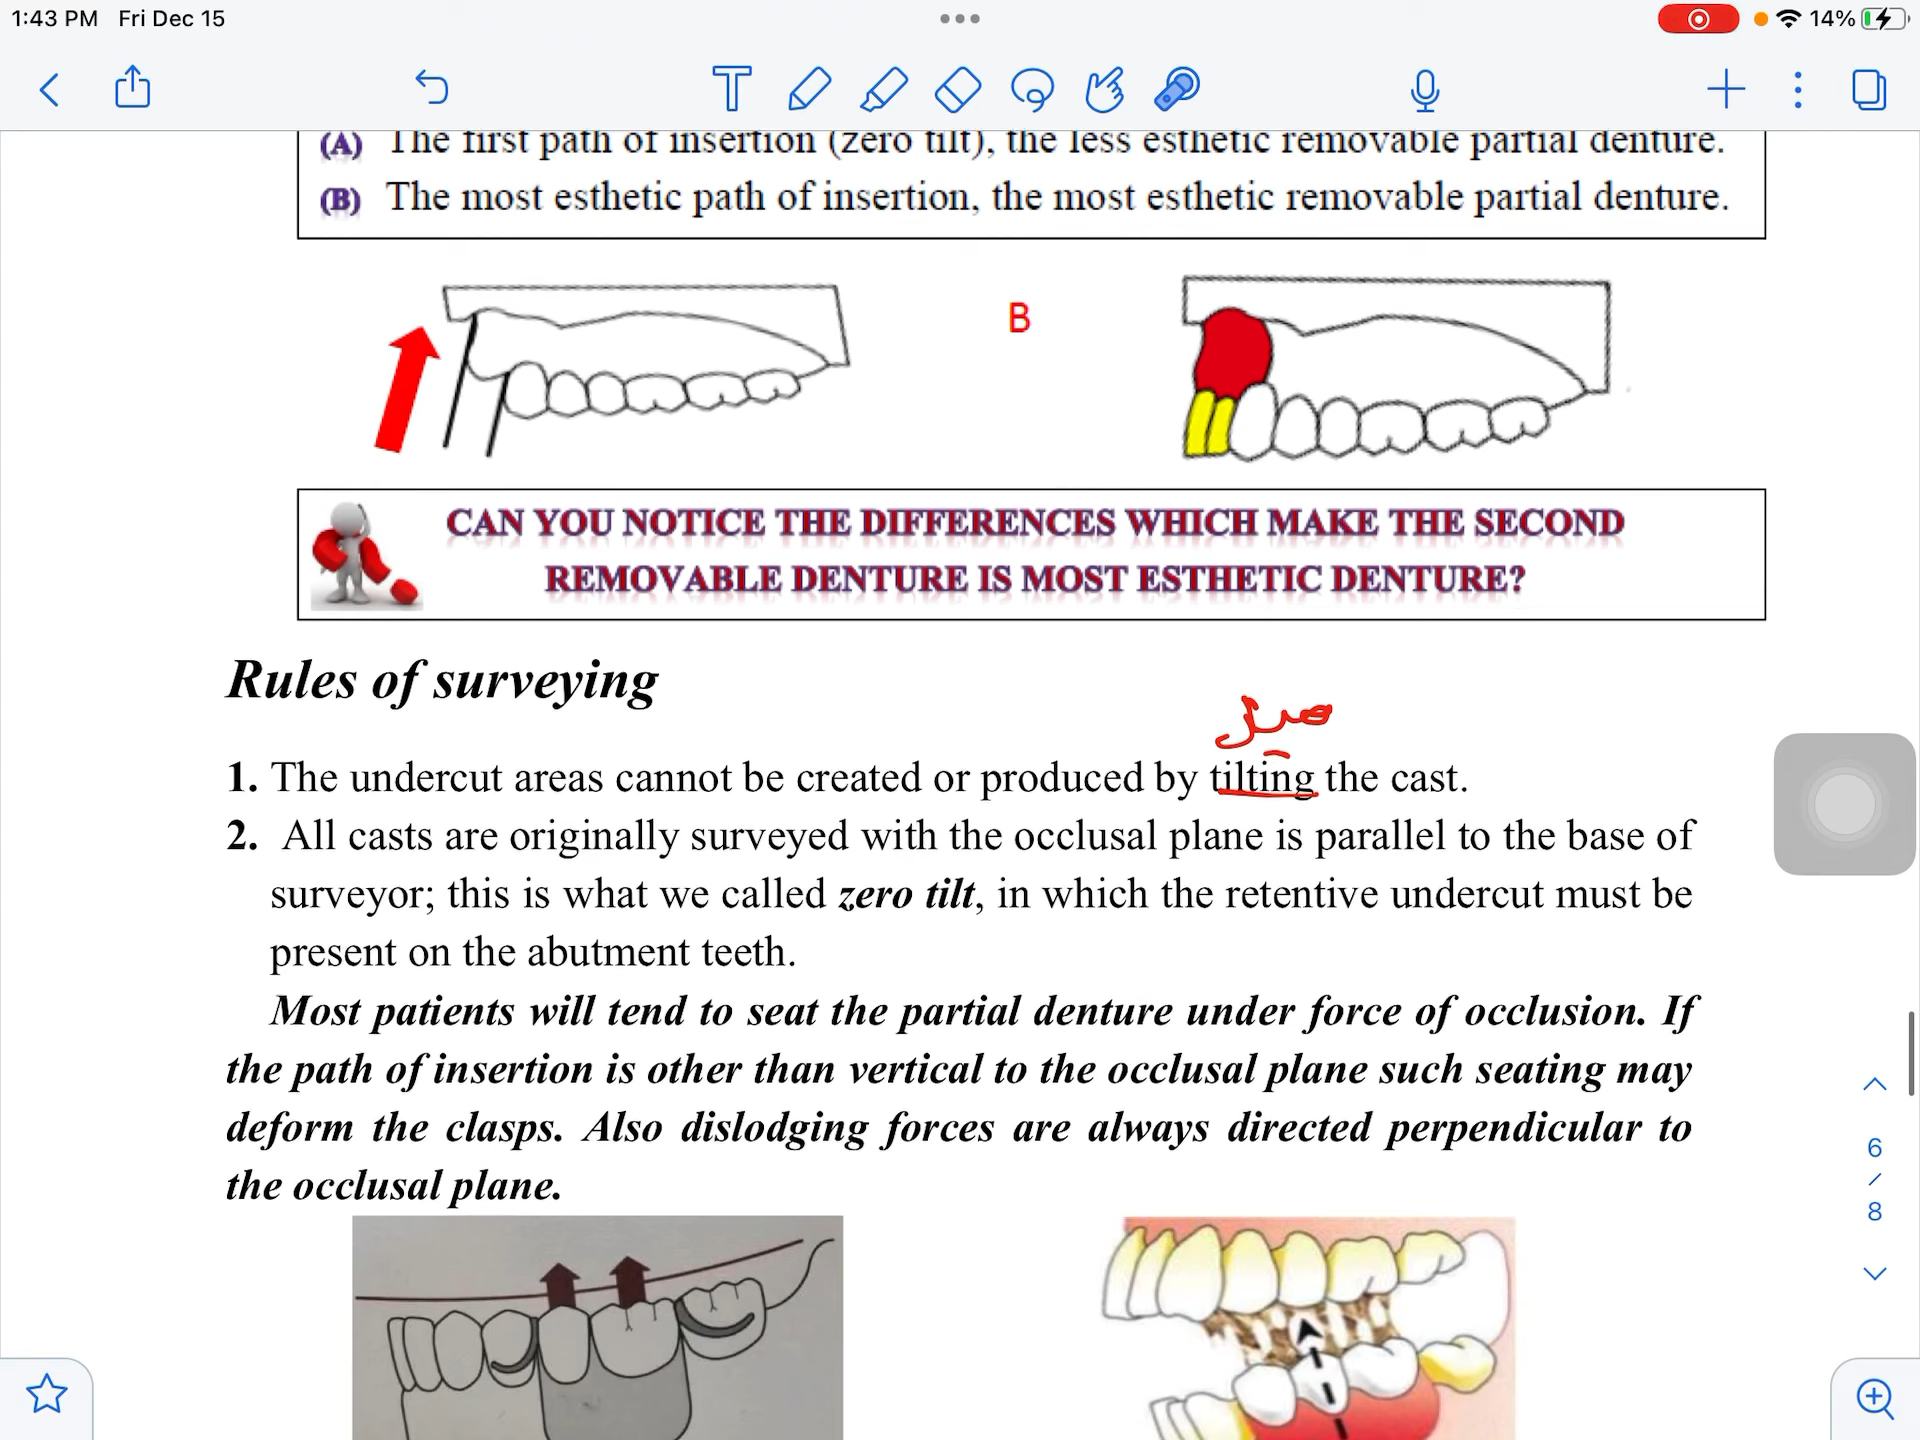 1:43 PM Fri Dec 15
14%
(A) The first path of insertion (zero tilt), the less esthetic removable partial denture.
(B) The most esthetic path of insertion, the most esthetic removable partial denture.
B
CAN YOU NOTICE THE DIFFERENCES WHICH MAKE THE SECOND
REMOVABLE DENTURE IS MOST ESTHETIC DENTURE?
Rules of surveying
1. The undercut areas cannot be created or produced by tilting the cast.
2. All casts are originally surveyed with the occlusal plane is parallel to the base of
surveyor; this is what we called zero tilt, in which the retentive undercut must be
present on the abutment teeth.
Most patients will tend to seat the partial denture under force of occlusion. If
the path of insertion is other than vertical to the occlusal plane such seating may
deform the clasps. Also dislodging forces are always directed perpendicular to
the occlusal plane.
6
/
8